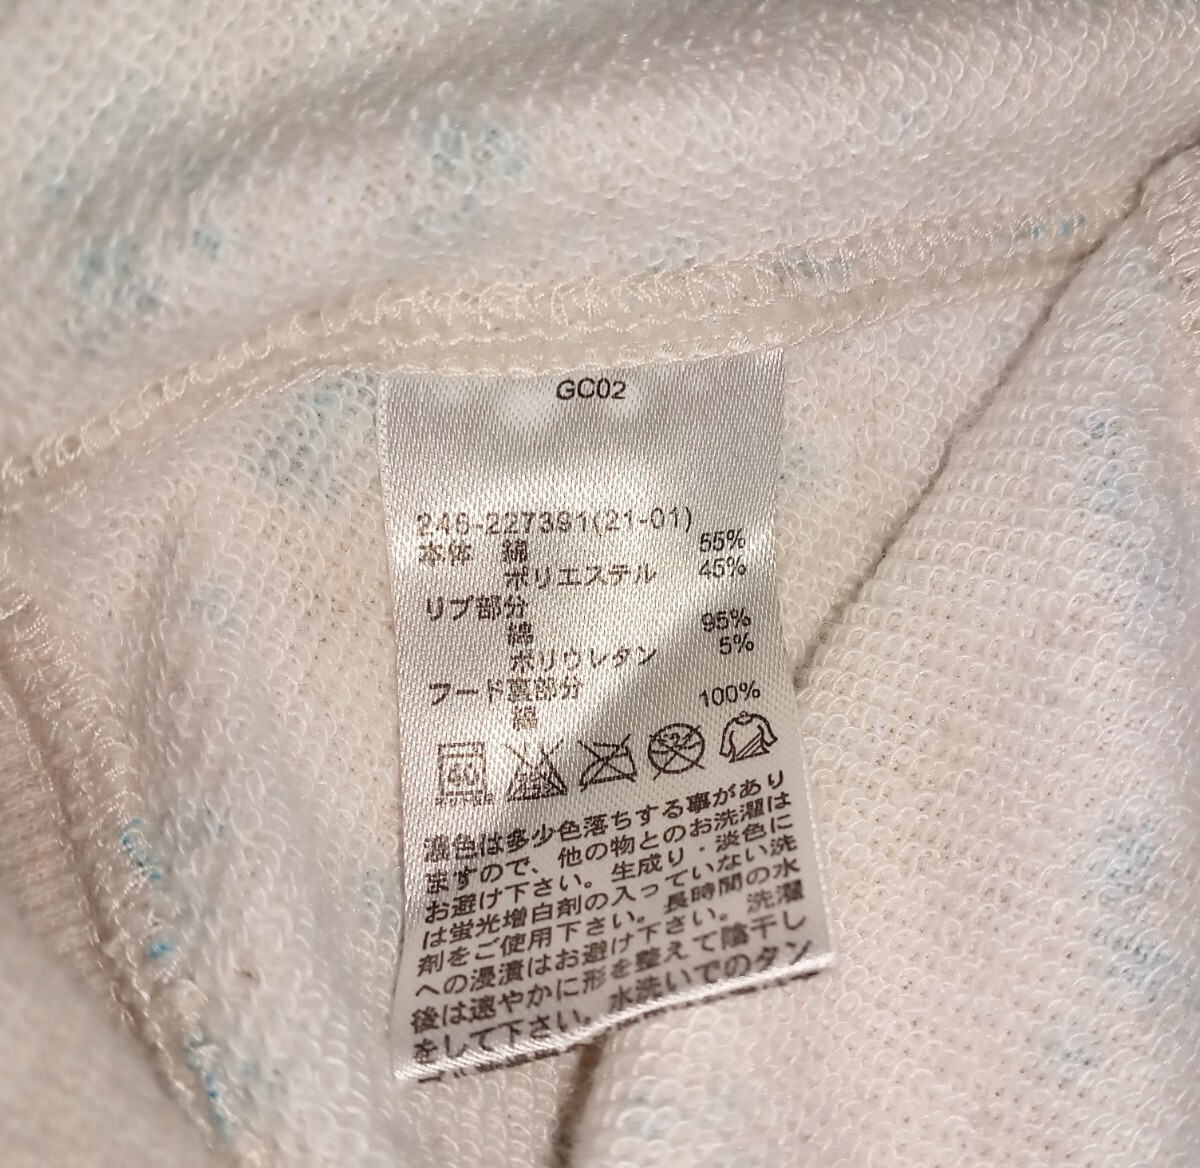 GC02
246-227391(21-01)
本体 綿 55%
ポリエステル 45%
リブ部分
綿 95%
ポリウレタン 5%
フード裏部分
綿 100%
濃色は多少色落ちする事があり
ますので、他の物とのお洗濯は
お避け下さい。生成り・淡色に
は蛍光増白剤の入っていない洗
剤をご使用下さい。長時間の水
への浸漬はお避け下さい。洗濯
後は速やかに形を整えて陰干し
をして下さい。水洗いでのタン